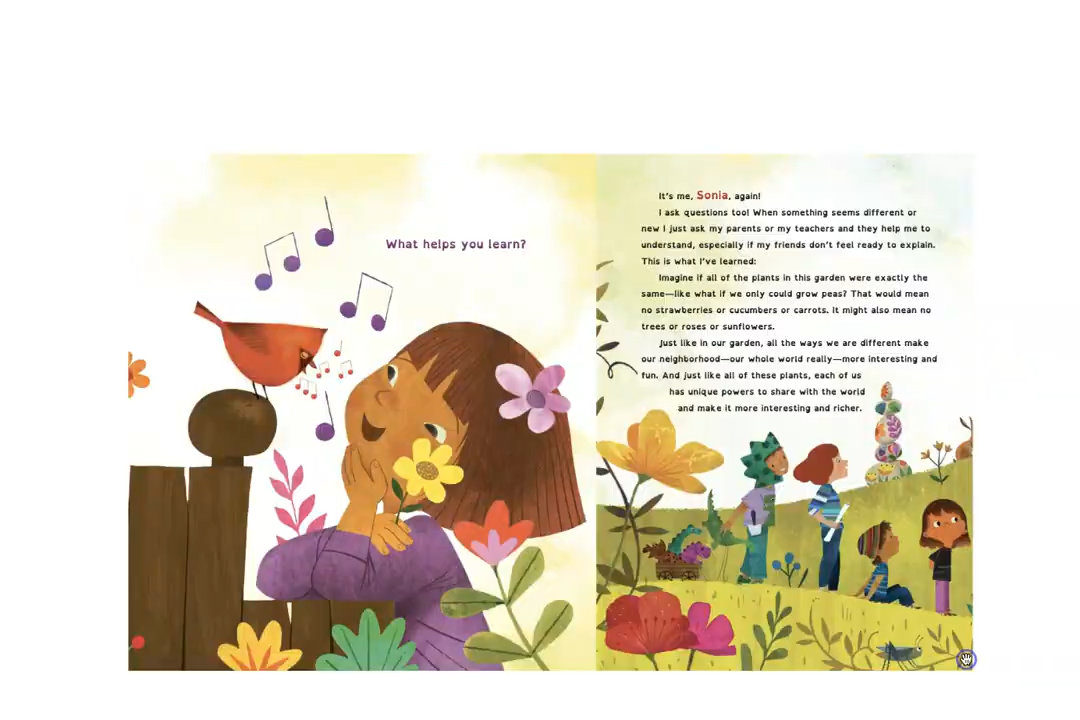 What helps you learn?
It's me, Sonia, again!
I ask questions too! When something seems different or
new I just ask my parents or my teachers and they help me to
understand, especially if my friends don't feel ready to explain.
This is what I've learned:
Imagine if all of the plants in this garden were exactly the
same—like what if we only could grow peas? That would mean
no strawberries or cucumbers or carrots. It might also mean no
trees or roses or sunflowers.
Just like in our garden, all the ways we are different make
our neighborhood—our whole world really—more interesting and
fun. And just like all of these plants, each of us
has unique powers to share with the world
and make it more interesting and richer.